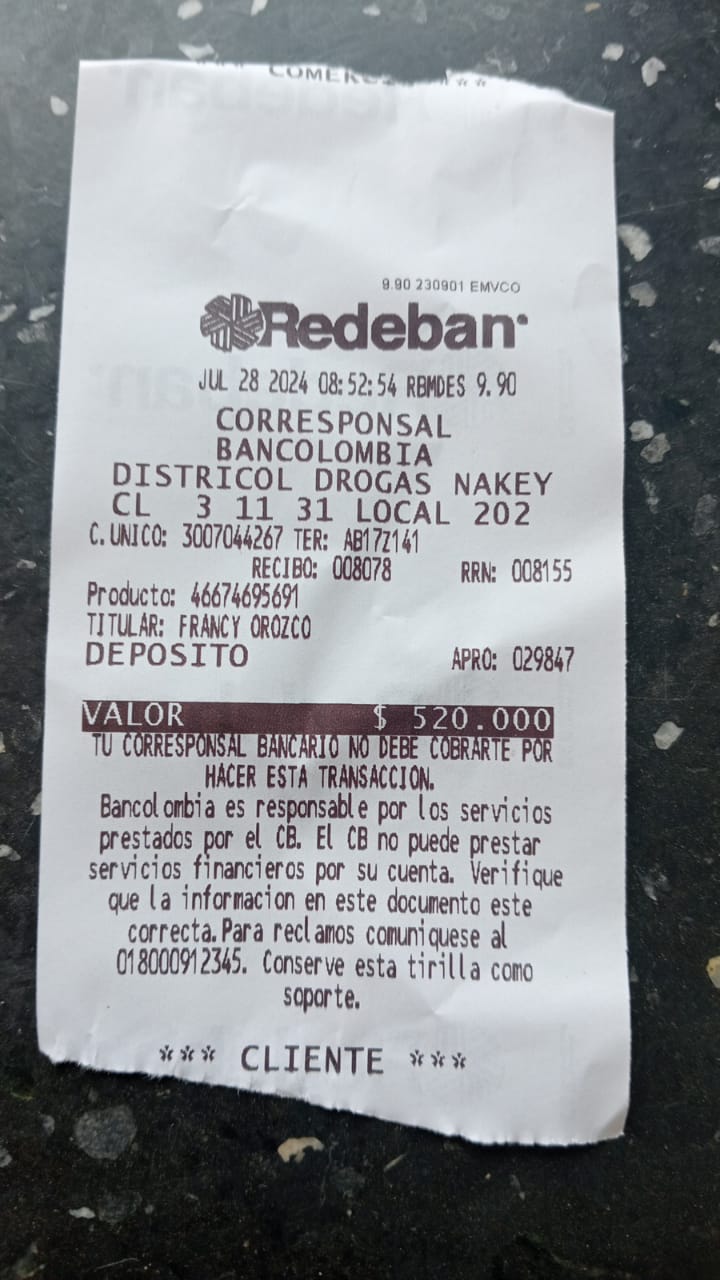 *** COMERCIO ***
9.90 230901 EMVCO
Redeban
JUL 28 2024 08:52:54 RBMDES 9.90
CORRESPONSAL
BANCOLOMBIA
DISTRICOL DROGAS NAKEY
CL 3 11 31 LOCAL 202
C.UNICO: 3007044267 TER: AB17Z141
RECIBO: 008078 RRN: 008155
Producto: 46674695691
TITULAR: FRANCY OROZCO
DEPOSITO APRO: 029847
VALOR $ 520.000
TU CORRESPONSAL BANCARIO NO DEBE COBRARTE POR
HACER ESTA TRANSACCION.
Bancolombia es responsable por los servicios
prestados por el CB. El CB no puede prestar
servicios financieros por su cuenta. Verifique
que la informacion en este documento este
correcta.Para reclamos comuniquese al
018000912345. Conserve esta tirilla como
soporte.
*** CLIENTE ***